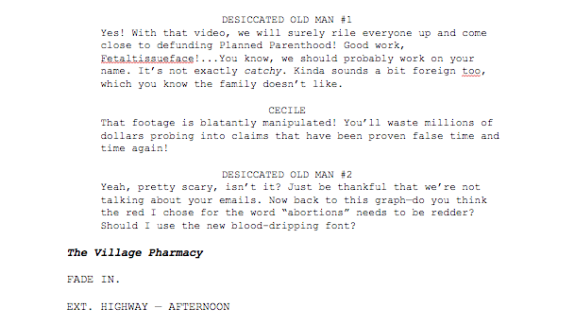 DESICCATED OLD MAN #1
Yes! With that video, we will surely rile everyone up and come
close to defunding Planned Parenthood! Good work,
Fetaltissueface!...You know, we should probably work on your
name. It’s not exactly catchy. Kinda sounds a bit foreign too,
which you know the family doesn’t like.
CECILE
That footage is blatantly manipulated! You’ll waste millions of
dollars probing into claims that have been proven false time and
time again!
DESICCATED OLD MAN #2
Yeah, pretty scary, isn’t it? Just be thankful that we’re not
talking about your emails. Now back to this graph—do you think
the red I chose for the word “abortions” needs to be redder?
Should I use the new blood-dripping font?
The Village Pharmacy
FADE IN.
EXT. HIGHWAY — AFTERNOON